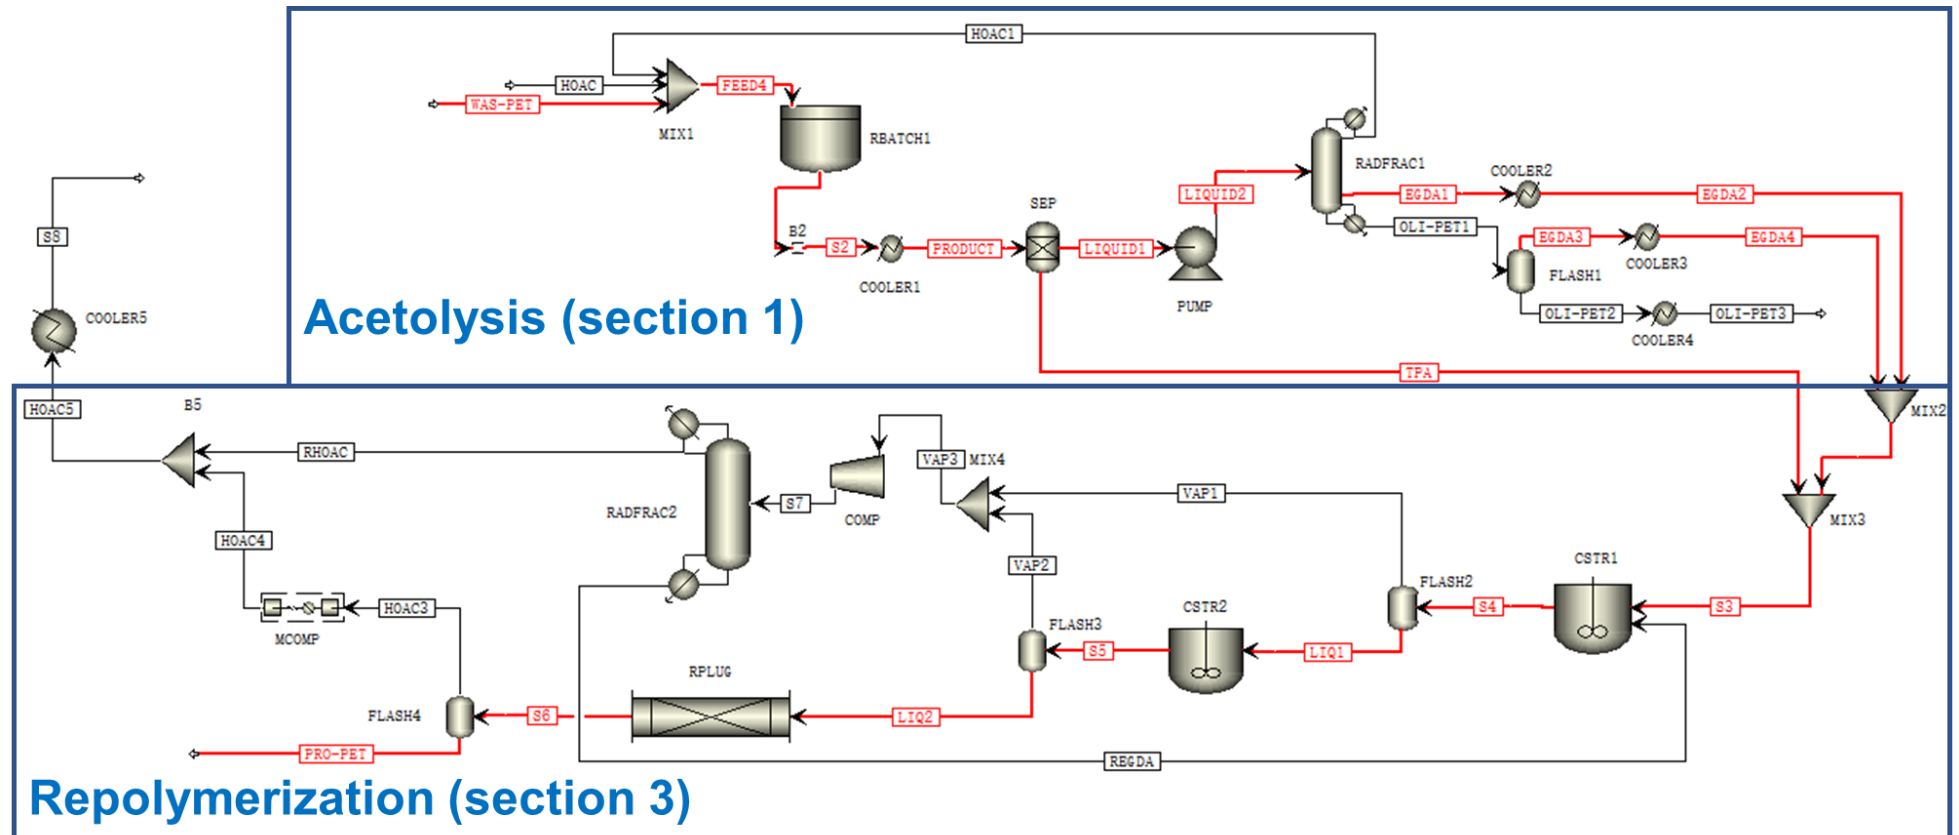 HOAC1
HOAC
FEED4
WAS-PET
MIX1
RBATCH1
RADFRAC1
COOLER2
LIQUID2
EGDA1
EGDA2
SEP
B2
S2
PRODUCT
LIQUID1
OLI-PET1
EGDA3
EGDA4
S8
COOLER1
PUMP
COOLER3
FLASH1
COOLER5
Acetolysis (section 1)
OLI-PET2
OLI-PET3
COOLER4
TPA
HOAC5
B5
MIX2
RHOAC
VAP3
MIX4
VAP1
RADFRAC2
S7
COMP
MIX3
HOAC4
VAP2
CSTR1
FLASH2
HOAC3
CSTR2
S4
S3
MCOMP
FLASH3
S5
LIQ1
RPLUG
FLASH4
S6
LIQ2
PRO-PET
REGDA
Repolymerization (section 3)